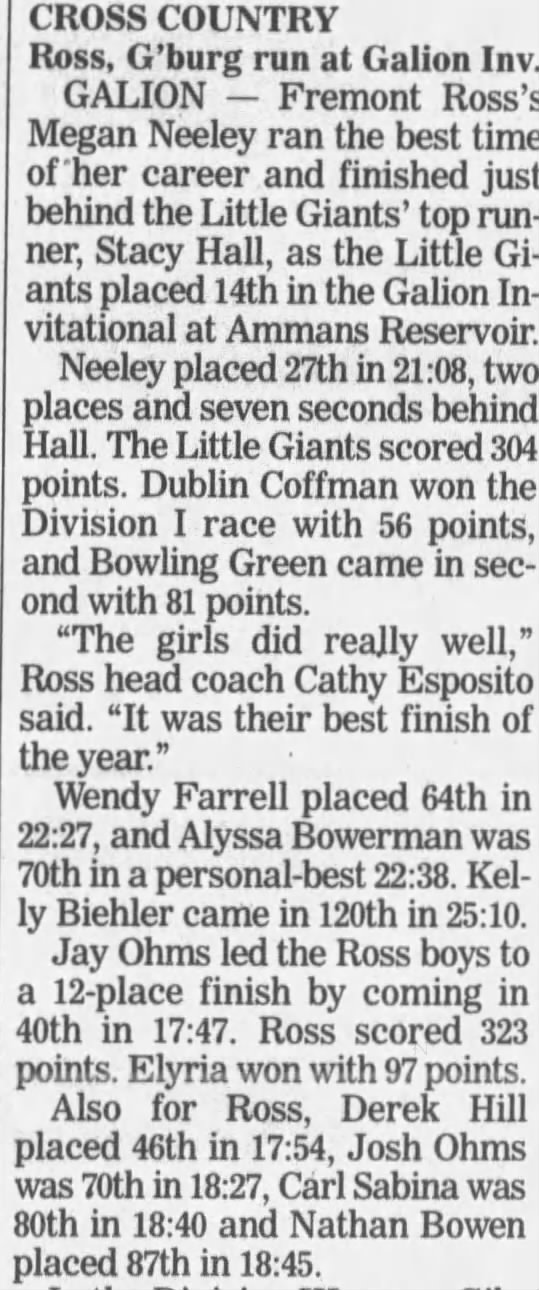 CROSS COUNTRY
Ross, G'burg run at Galion Inv.
GALION — Fremont Ross's
Megan Neeley ran the best time
of her career and finished just
behind the Little Giants' top run-
ner, Stacy Hall, as the Little Gi-
ants placed 14th in the Galion In-
vitational at Ammans Reservoir.
Neeley placed 27th in 21:08, two
places and seven seconds behind
Hall. The Little Giants scored 304
points. Dublin Coffman won the
Division I race with 56 points,
and Bowling Green came in sec-
ond with 81 points.
“The girls did really well,”
Ross head coach Cathy Esposito
said. “It was their best finish of
the year.”
Wendy Farrell placed 64th in
22:27, and Alyssa Bowerman was
70th in a personal-best 22:38. Kel-
ly Biehler came in 120th in 25:10.
Jay Ohms led the Ross boys to
a 12-place finish by coming in
40th in 17:47. Ross scored 323
points. Elyria won with 97 points.
Also for Ross, Derek Hill
placed 46th in 17:54, Josh Ohms
was 70th in 18:27, Carl Sabina was
80th in 18:40 and Nathan Bowen
placed 87th in 18:45.